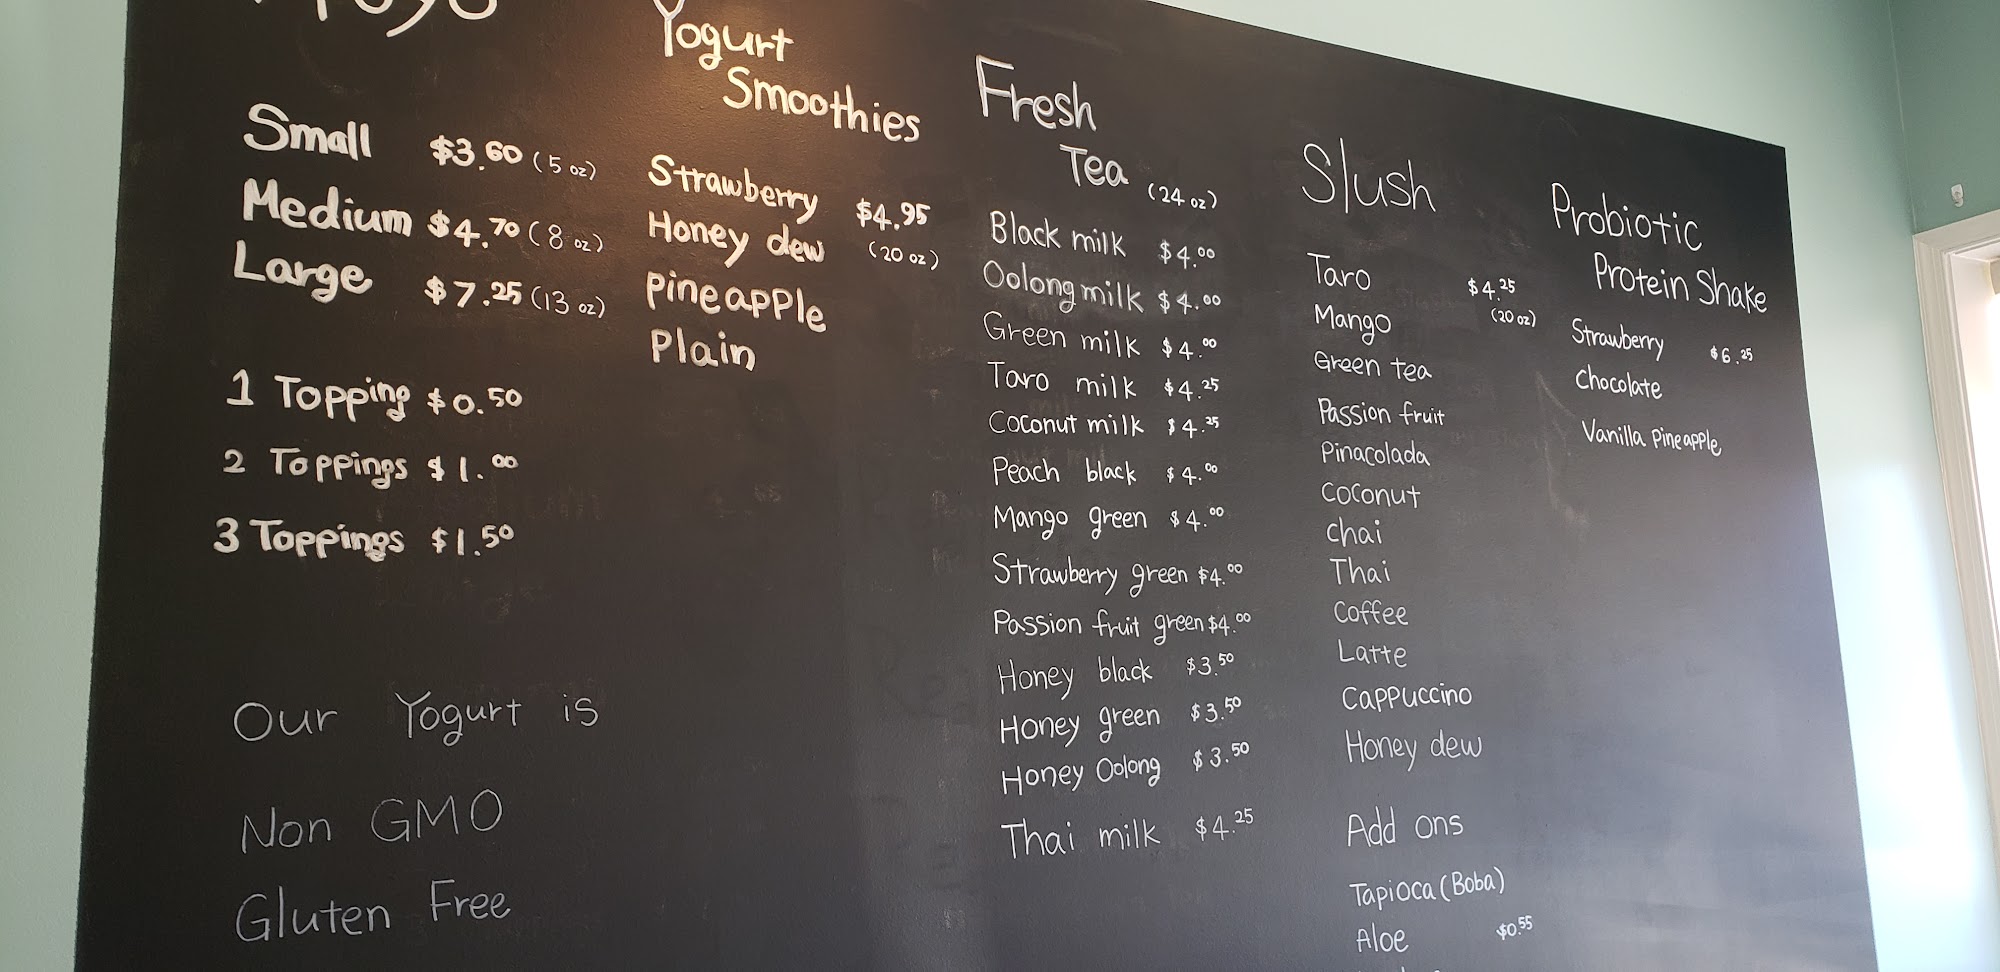 Yogurt
Smoothies
Fresh
Tea (24 oz)
Slush
Probiotic
Protein Shake
Small $3.60 (5 oz)
Medium $4.70 (8 oz)
Large $7.25 (13 oz)
1 Topping $0.50
2 Toppings $1.00
3 Toppings $1.50
Our Yogurt is
Non GMO
Gluten Free
Strawberry $4.95
Honey dew (20 oz)
Pineapple
Plain
Black milk $4.00
Oolong milk $4.00
Green milk $4.00
Taro milk $4.25
Coconut milk $4.25
Peach black $4.00
Mango green $4.00
Strawberry green $4.00
Passion fruit green $4.00
Honey black $3.50
Honey green $3.50
Honey Oolong $3.50
Thai milk $4.25
Taro $4.25
Mango (20 oz)
Green tea
Passion fruit
Pinacolada
Coconut
Chai
Thai
Coffee
Latte
Cappuccino
Honey dew
Add ons
Tapioca (Boba)
Aloe $0.55
Strawberry $6.25
Chocolate
Vanilla Pineapple